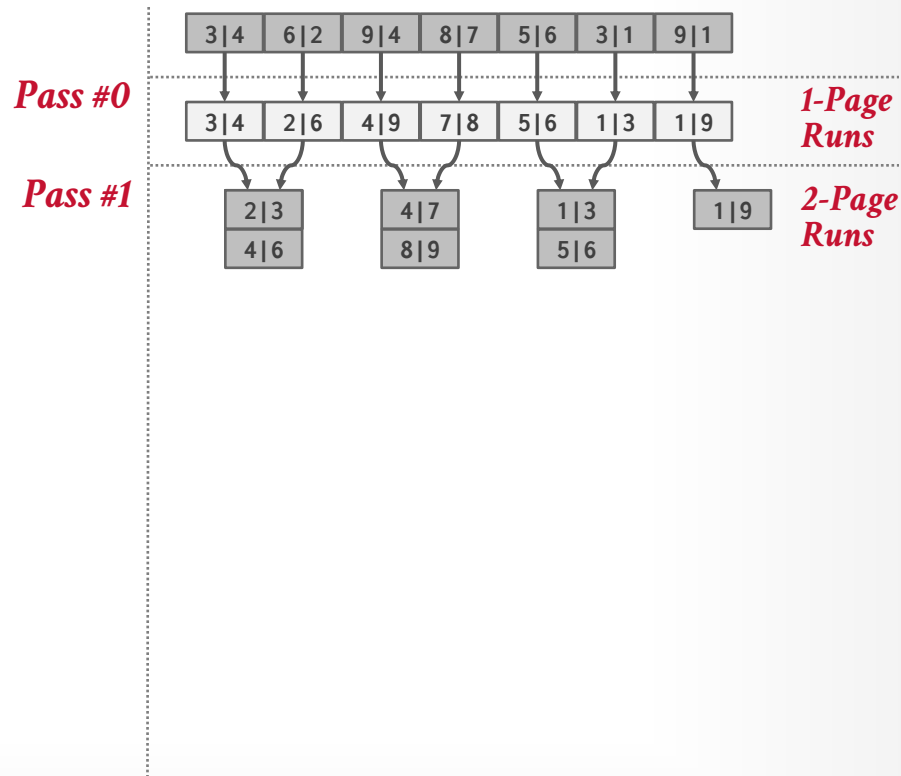 3|4 6|2 9|4 8|7 5|6 3|1 9|1
Pass #0
3|4 2|6 4|9 7|8 5|6 1|3 1|9
1-Page
Runs
Pass #1
2|3 4|7 1|3 1|9
4|6 8|9 5|6
2-Page
Runs